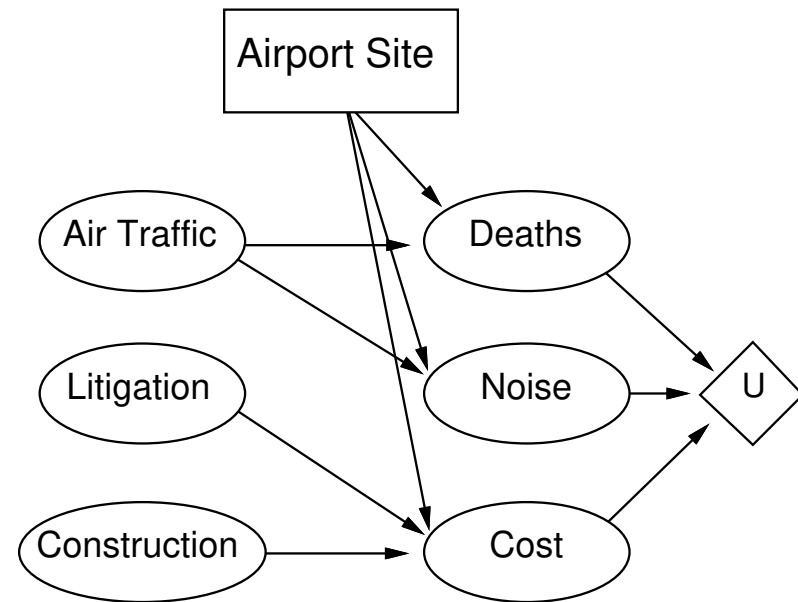 Airport Site
Air Traffic
Deaths
Litigation
Noise
U
Construction
Cost